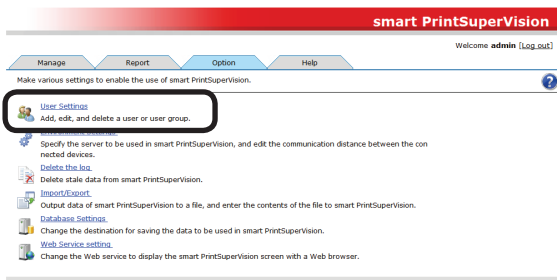 smart PrintSuperVision
Welcome admin [Log out]
Manage Report Option Help
Make various settings to enable the use of smart PrintSuperVision.
?
User Settings
Add, edit, and delete a user or user group.
Environment Settings
Specify the server to be used in smart PrintSuperVision, and edit the communication distance between the con
nected devices.
Delete the log
Delete stale data from smart PrintSuperVision.
Import/Export
Output data of smart PrintSuperVision to a file, and enter the contents of the file to smart PrintSuperVision.
Database Settings
Change the destination for saving the data to be used in smart PrintSuperVision.
Web Service setting
Change the Web service to display the smart PrintSuperVision screen with a Web browser.